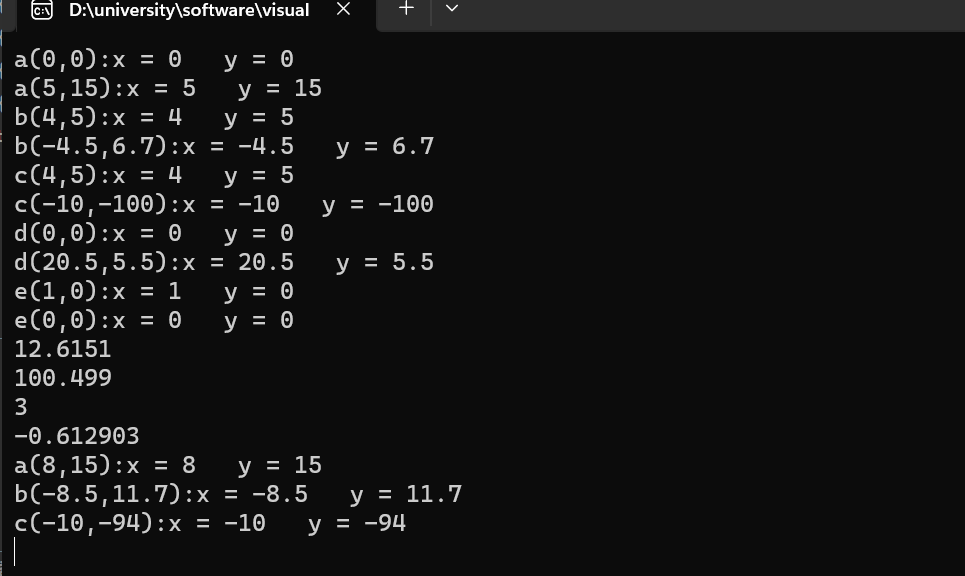 D:\university\software\visual
a(0,0):x = 0   y = 0
a(5,15):x = 5   y = 15
b(4,5):x = 4   y = 5
b(-4.5,6.7):x = -4.5   y = 6.7
c(4,5):x = 4   y = 5
c(-10,-100):x = -10   y = -100
d(0,0):x = 0   y = 0
d(20.5,5.5):x = 20.5   y = 5.5
e(1,0):x = 1   y = 0
e(0,0):x = 0   y = 0
12.6151
100.499
3
-0.612903
a(8,15):x = 8   y = 15
b(-8.5,11.7):x = -8.5   y = 11.7
c(-10,-94):x = -10   y = -94